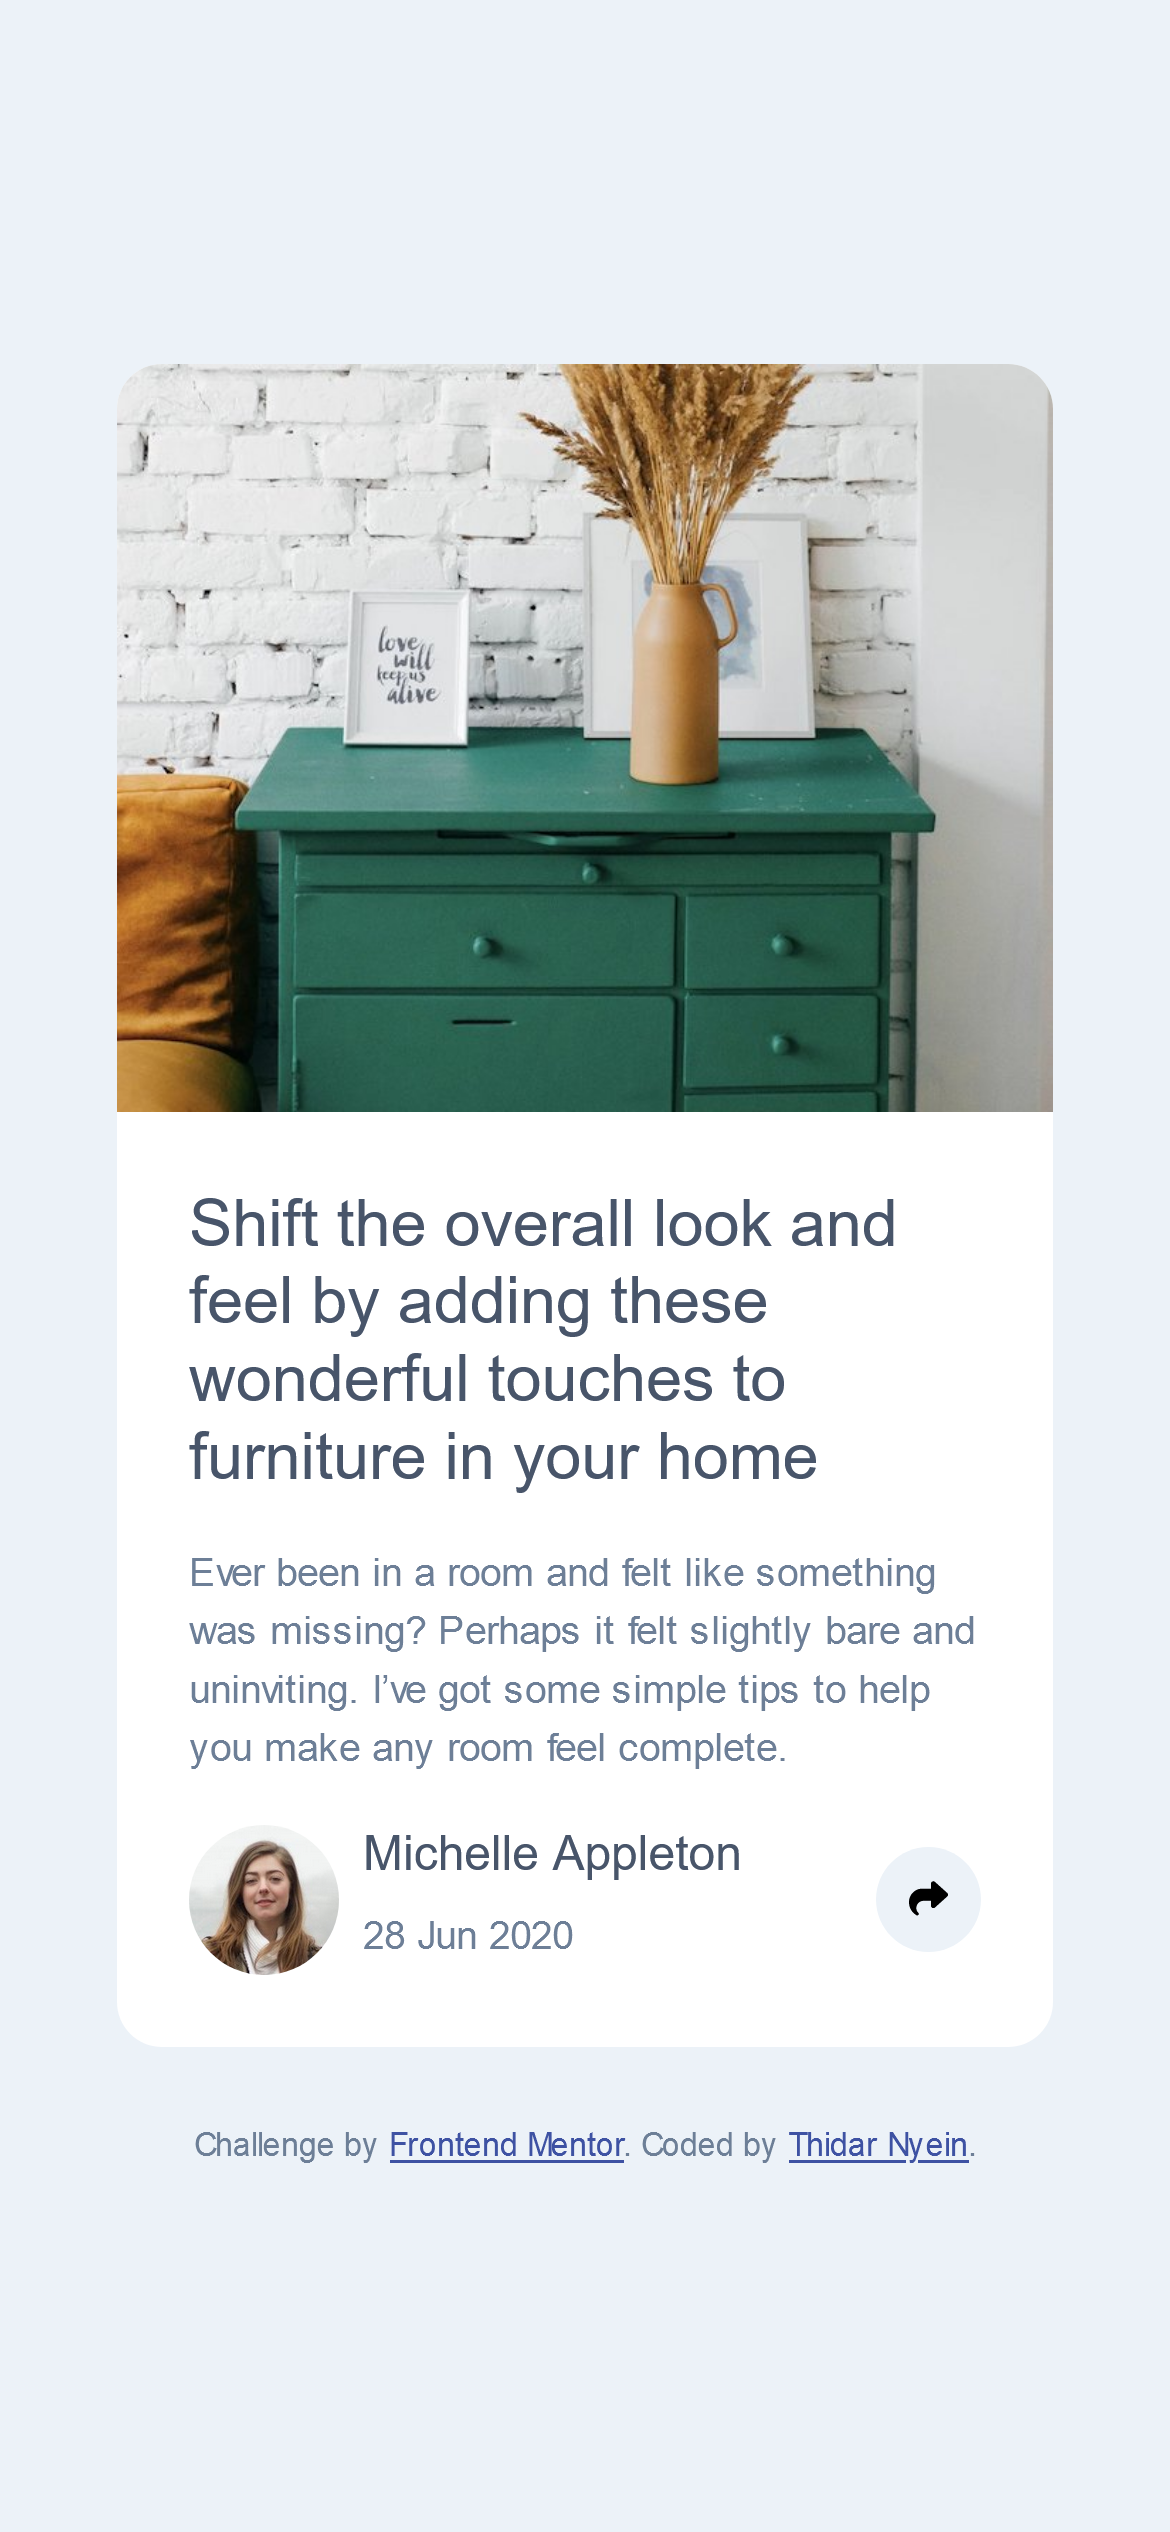 love
will
keep us
alive
Shift the overall look and
feel by adding these
wonderful touches to
furniture in your home
Ever been in a room and felt like something
was missing? Perhaps it felt slightly bare and
uninviting. I’ve got some simple tips to help
you make any room feel complete.
Michelle Appleton
28 Jun 2020
Challenge by Frontend Mentor. Coded by Thidar Nyein.